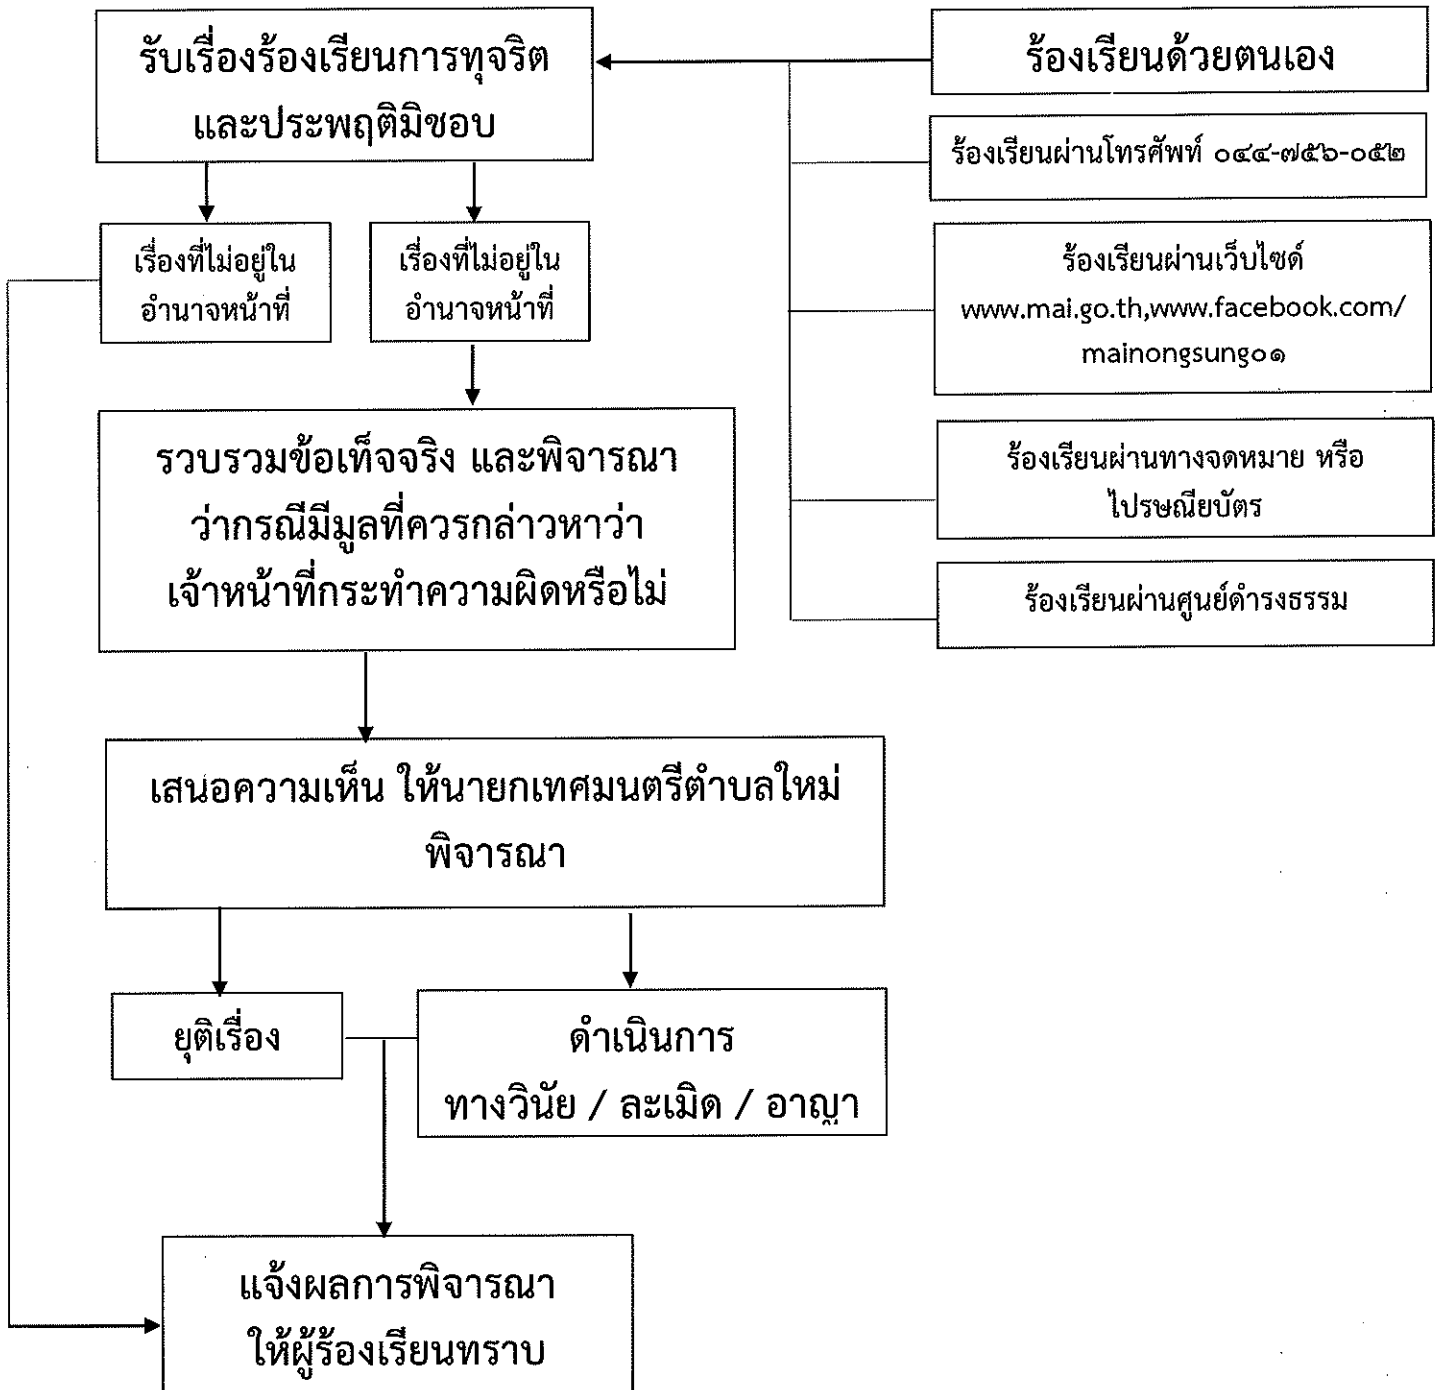 รับเรื่องร้องเรียนการทุจริต
และประพฤติมิชอบ
ร้องเรียนด้วยตนเอง
ร้องเรียนผ่านโทรศัพท์ ๐๔๔-๗๕๖-๐๕๒
ร้องเรียนผ่านเว็บไซด์
www.mai.go.th,www.facebook.com/
mainongsung๐๑
ร้องเรียนผ่านทางจดหมาย หรือ
ไปรษณียบัตร
ร้องเรียนผ่านศูนย์ดำรงธรรม
เรื่องที่ไม่อยู่ใน
อำนาจหน้าที่
เรื่องที่ไม่อยู่ใน
อำนาจหน้าที่
รวบรวมข้อเท็จจริง และพิจารณา
ว่ากรณีมีมูลที่ควรกล่าวหาว่า
เจ้าหน้าที่กระทำความผิดหรือไม่
เสนอความเห็น ให้นายกเทศมนตรีตำบลใหม่
พิจารณา
ยุติเรื่อง
ดำเนินการ
ทางวินัย / ละเมิด / อาญา
แจ้งผลการพิจารณา
ให้ผู้ร้องเรียนทราบ